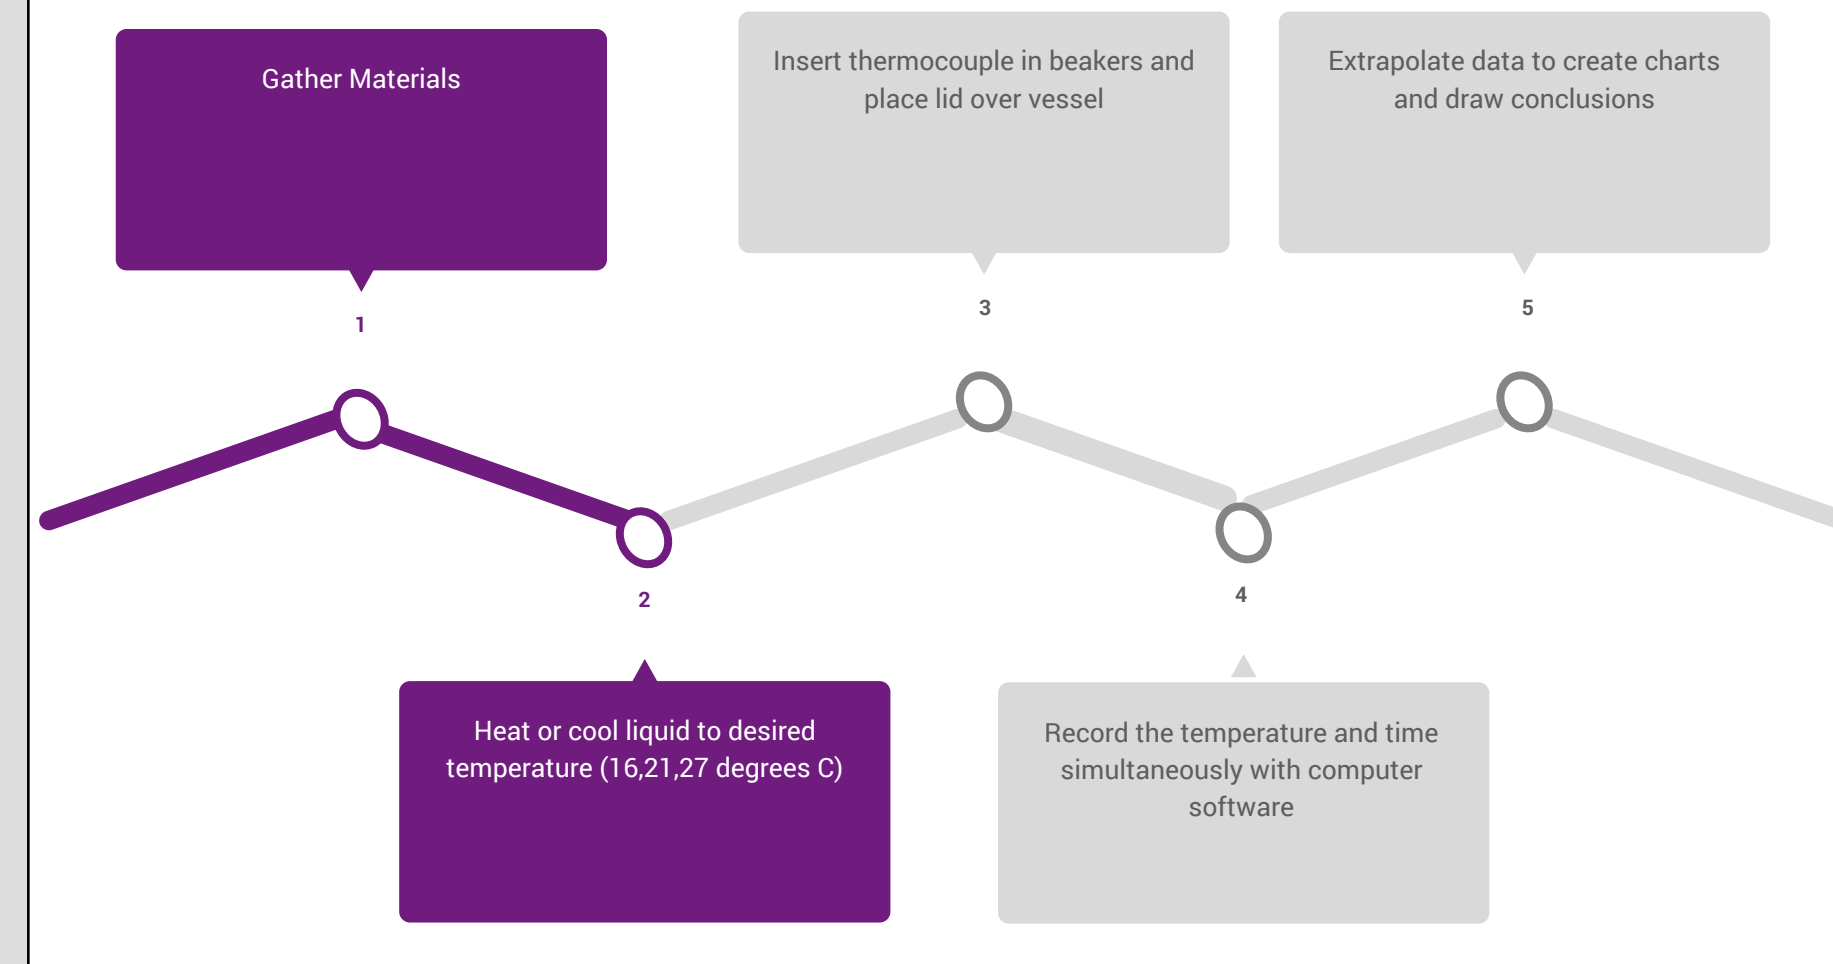 Gather Materials
1
Heat or cool liquid to desired
temperature (16,21,27 degrees C)
2
Insert thermocouple in beakers and
place lid over vessel
3
Record the temperature and time
simultaneously with computer
software
4
Extrapolate data to create charts
and draw conclusions
5